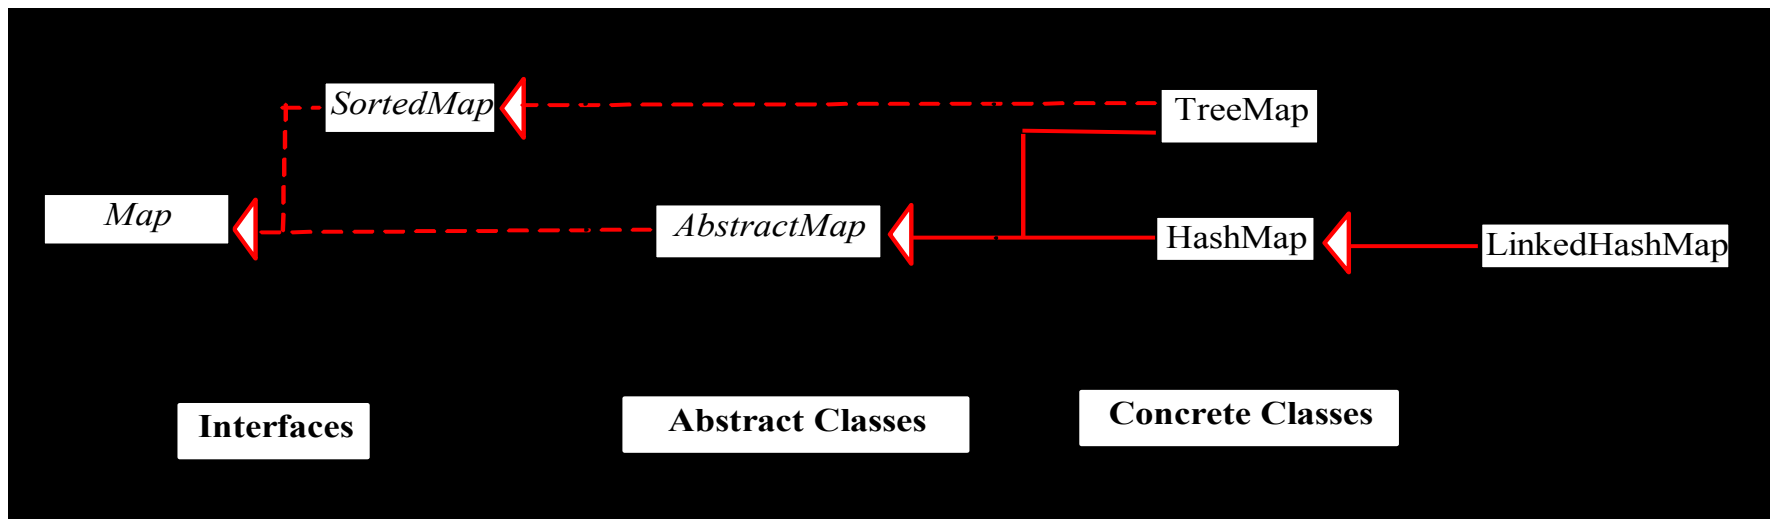 SortedMap
TreeMap
Map
AbstractMap
HashMap
LinkedHashMap
Interfaces
Abstract Classes
Concrete Classes